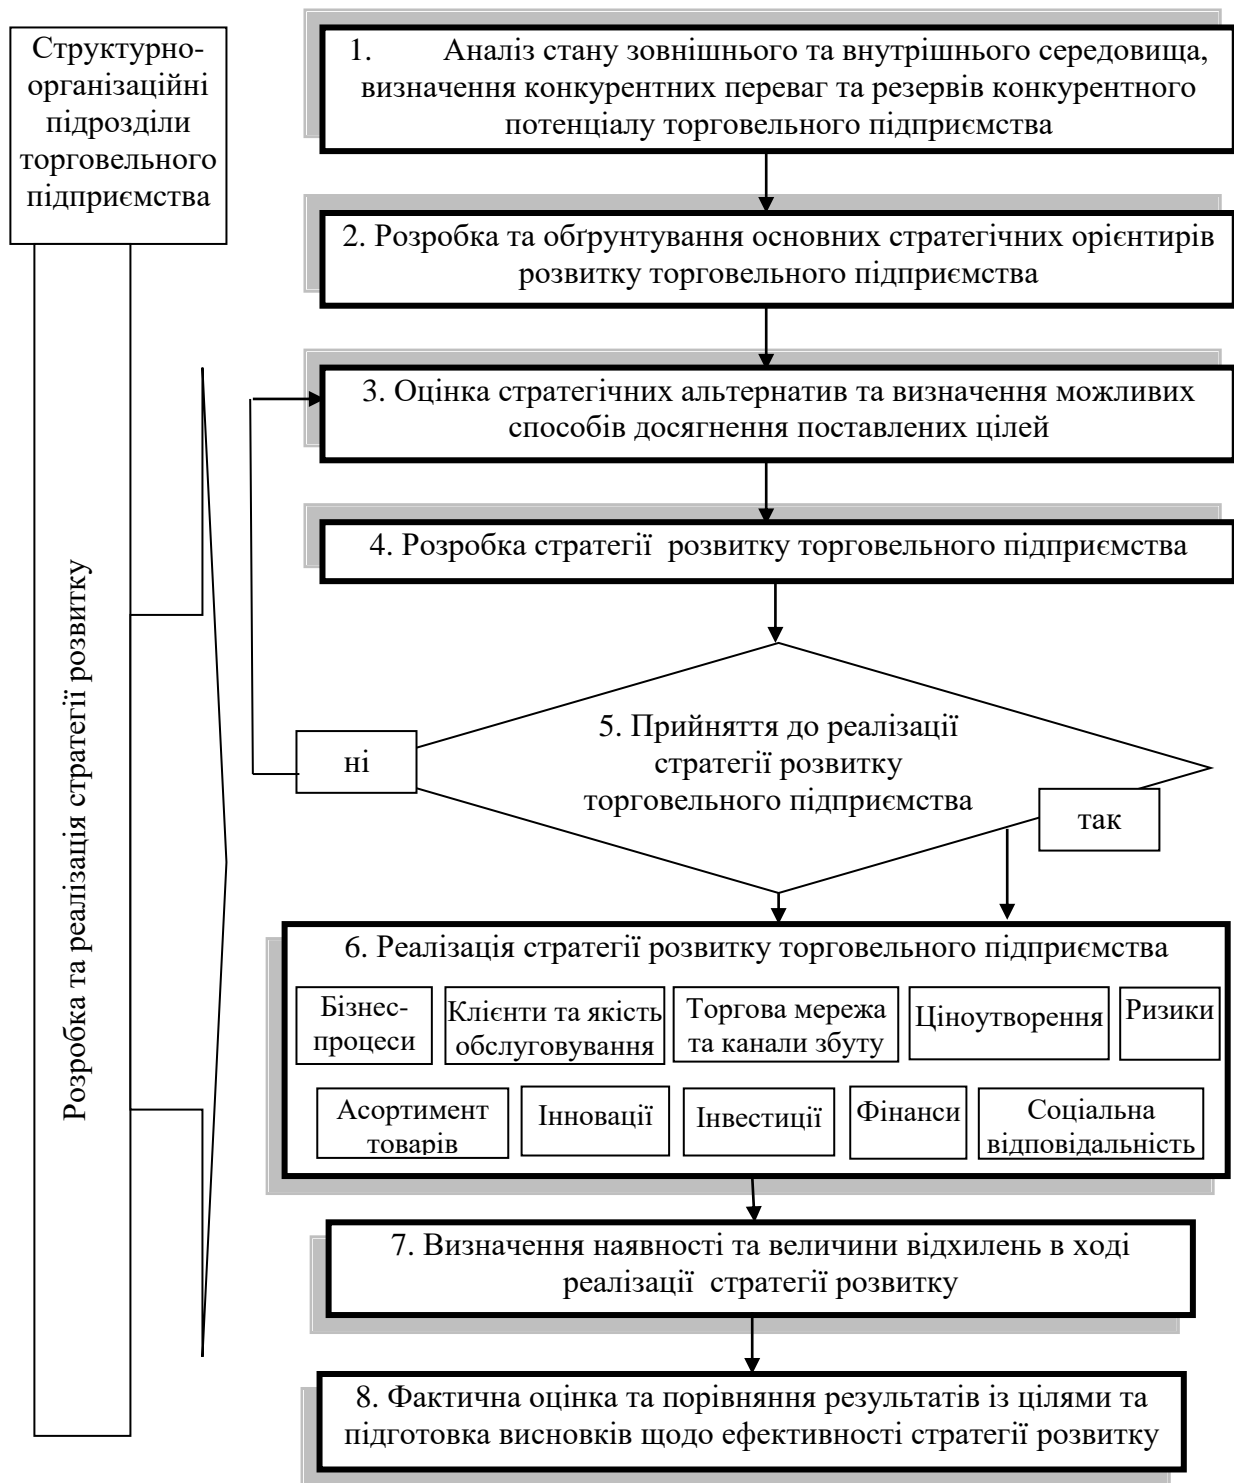 Структурно-
організаційні
підрозділи
торговельного
підприємства
Розробка та реалізація стратегії розвитку
1. Аналіз стану зовнішнього та внутрішнього середовища,
визначення конкурентних переваг та резервів конкурентного
потенціалу торговельного підприємства
2. Розробка та обґрунтування основних стратегічних орієнтирів
розвитку торговельного підприємства
3. Оцінка стратегічних альтернатив та визначення можливих
способів досягнення поставлених цілей
4. Розробка стратегії розвитку торговельного підприємства
5. Прийняття до реалізації
стратегії розвитку
торговельного підприємства
ні
так
6. Реалізація стратегії розвитку торговельного підприємства
Бізнес-
процеси
Клієнти та якість
обслуговування
Торгова мережа
та канали збуту
Ціноутворення
Ризики
Асортимент
товарів
Інновації
Інвестиції
Фінанси
Соціальна
відповідальність
7. Визначення наявності та величини відхилень в ході
реалізації стратегії розвитку
8. Фактична оцінка та порівняння результатів із цілями та
підготовка висновків щодо ефективності стратегії розвитку